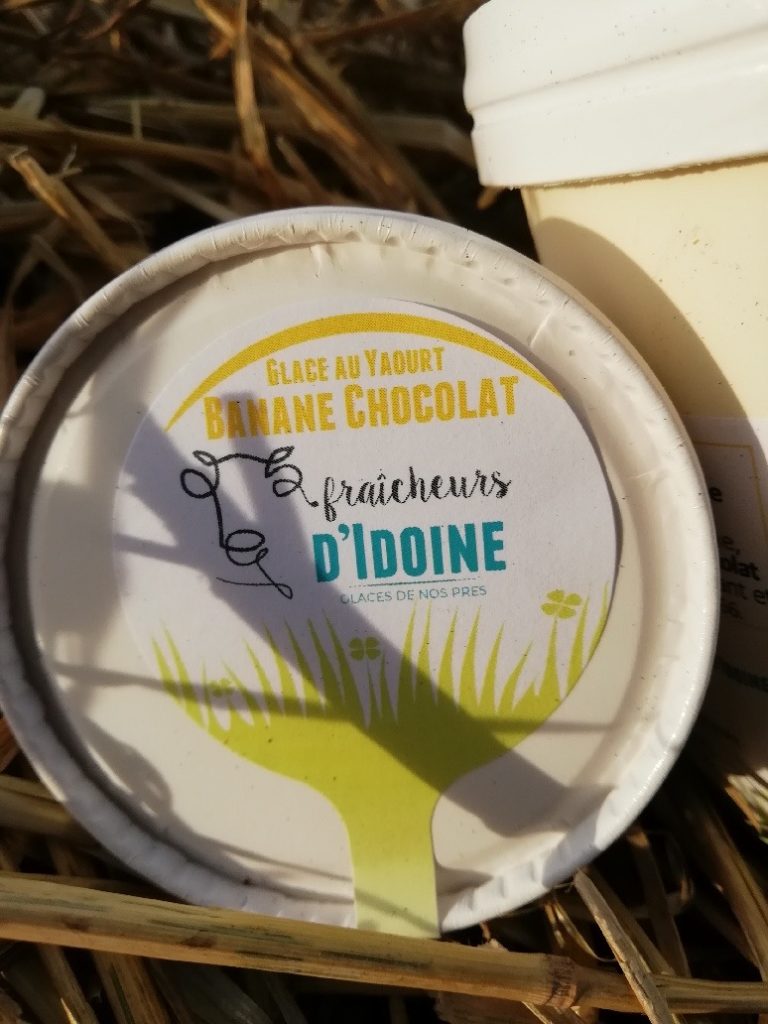 Glace au Yaourt
Banane Chocolat
fraîcheurs
D'Idoine
GLACES DE NOS PRES